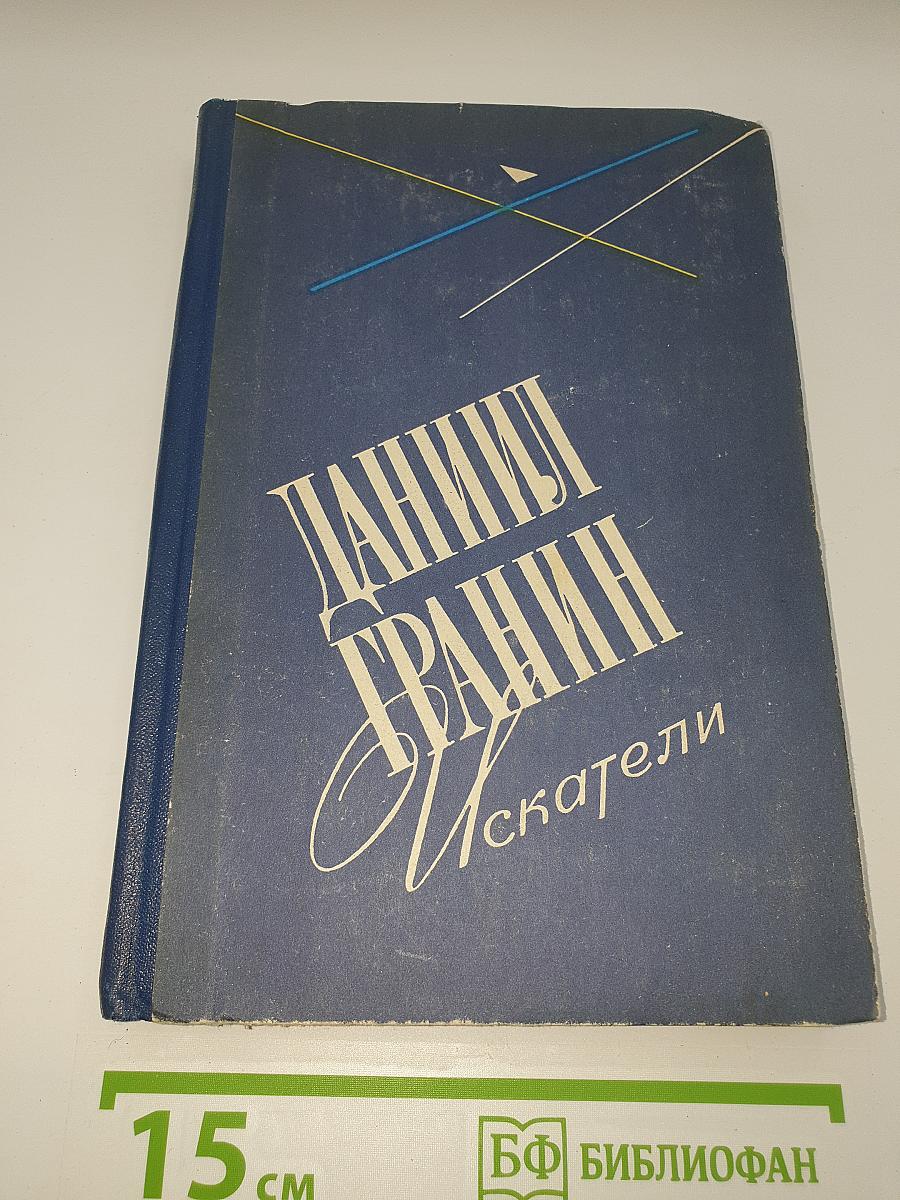 ДАНИИЛ
ГРАНИН
Искатели
15 см
БФ БИБЛИОФАН